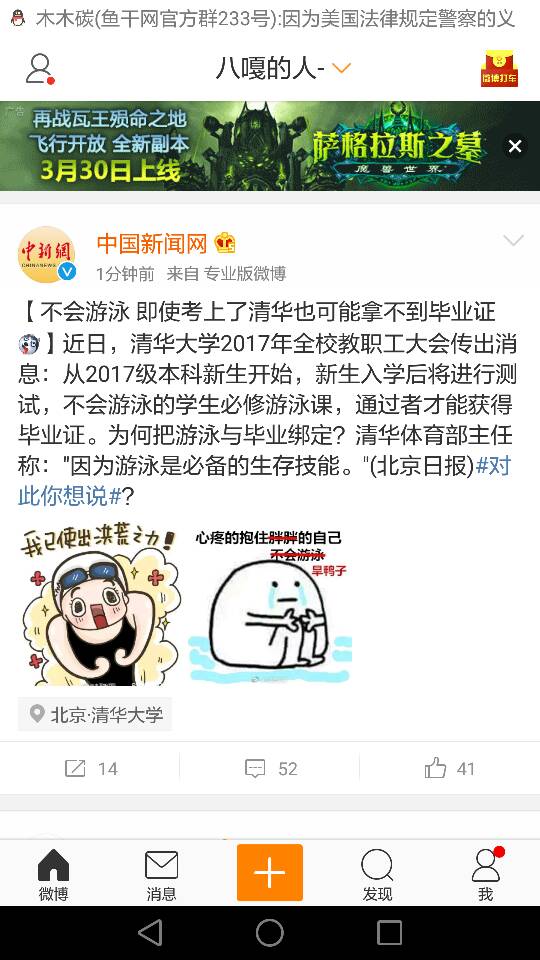 木木碳(鱼干网官方群233号):因为美国法律规定警察的义
八嘎的人-
微博打车
广告
再战瓦王殒命之地
飞行开放 全新副本
3月30日上线
萨格拉斯之墓
魔兽世界
中新网
CHINANEWS
中国新闻网
1分钟前 来自 专业版微博
【 不会游泳 即使考上了清华也可能拿不到毕业证
】近日，清华大学2017年全校教职工大会传出消
息：从2017级本科新生开始，新生入学后将进行测
试，不会游泳的学生必修游泳课，通过者才能获得
毕业证。为何把游泳与毕业绑定？清华体育部主任
称："因为游泳是必备的生存技能。"(北京日报)#对
此你想说#?
我已使出洪荒之力!
心疼的抱住胖胖的自己
不会游泳
旱鸭子
北京·清华大学
14
52
41
微博
消息
发现
我